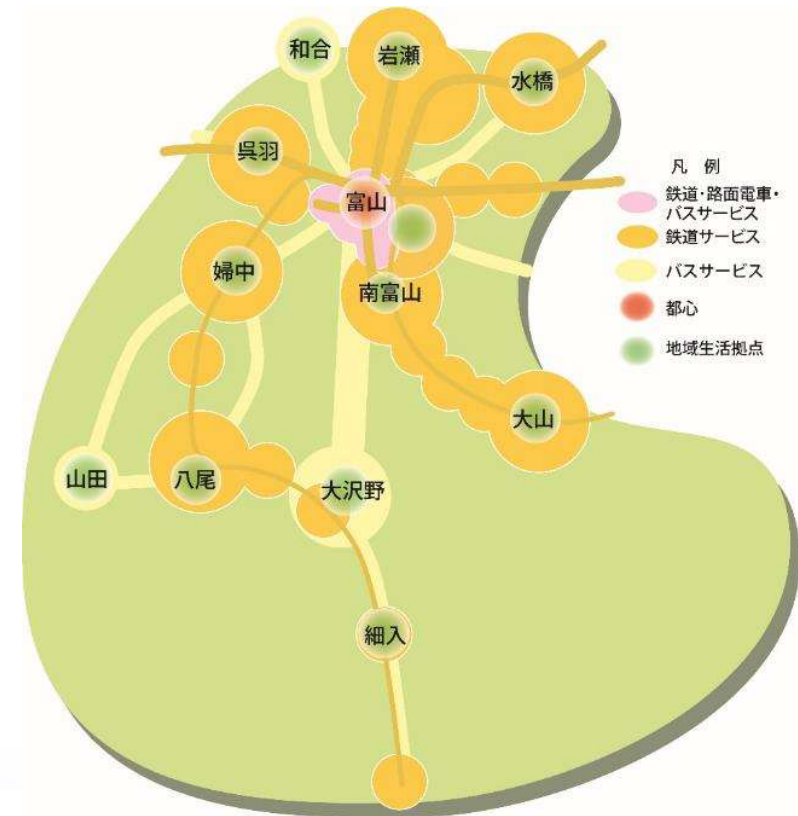 和合
岩瀬
水橋
呉羽
富山
婦中
南富山
大山
山田
八尾
大沢野
細入
凡 例
鉄道・路面電車・
バスサービス
鉄道サービス
バスサービス
都心
地域生活拠点